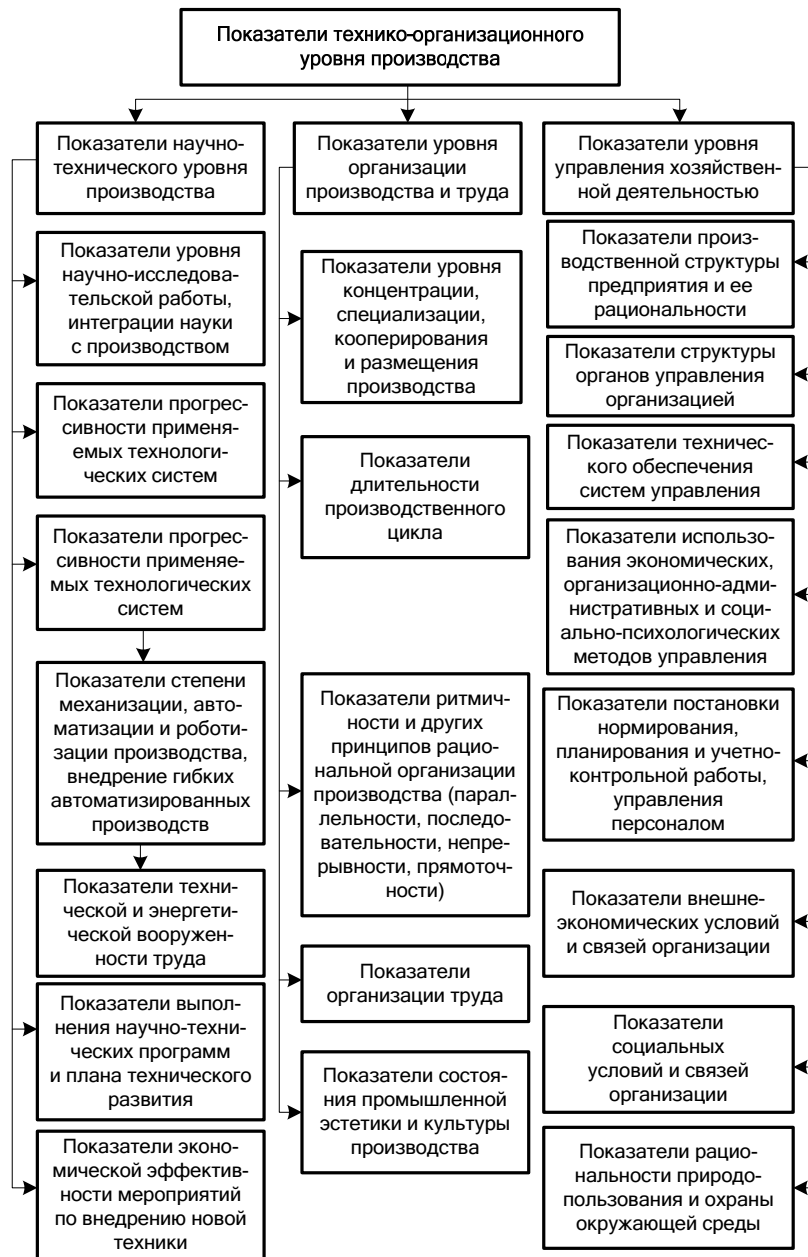 Показатели технико-организационного
уровня производства
Показатели научно-
технического уровня
производства
Показатели уровня
научно-исследова-
тельской работы,
интеграции науки
с производством
Показатели прогрес-
сивности применя-
емых технологи-
ческих систем
Показатели прогрес-
сивности применяе-
мых технологических
систем
Показатели степени
механизации, авто-
матизации и роботи-
зации производства,
внедрение гибких
автоматизированных
производств
Показатели техни-
ческой и энергети-
ческой вооружен-
ности труда
Показатели выпол-
нения научно-техни-
ческих программ
и плана технического
развития
Показатели эконо-
мической эффектив-
ности мероприятий
по внедрению новой
техники
Показатели уровня
организации
производства и труда
Показатели уровня
концентрации,
специализации,
кооперирования
и размещения
производства
Показатели
длительности
производственного
цикла
Показатели ритмич-
ности и других
принципов рацио-
нальной организации
производства (парал-
лельности, последо-
вательности, непре-
рывности, прямоточ-
ности)
Показатели
организации труда
Показатели состоя-
ния промышленной
эстетики и культуры
производства
Показатели уровня
управления хозяйствен-
ной деятельностью
Показатели произ-
водственной структуры
предприятия и ее
рациональности
Показатели структуры
органов управления
организацией
Показатели техничес-
кого обеспечения
систем управления
Показатели использо-
вания экономических,
организационно-адми-
нистративных и соци-
ально-психологических
методов управления
Показатели постановки
нормирования,
планирования и учетно-
контрольной работы,
управления
персоналом
Показатели внешне-
экономических условий
и связей организации
Показатели
социальных
условий и связей
организации
Показатели рацио-
нальности природо-
пользования и охраны
окружающей среды